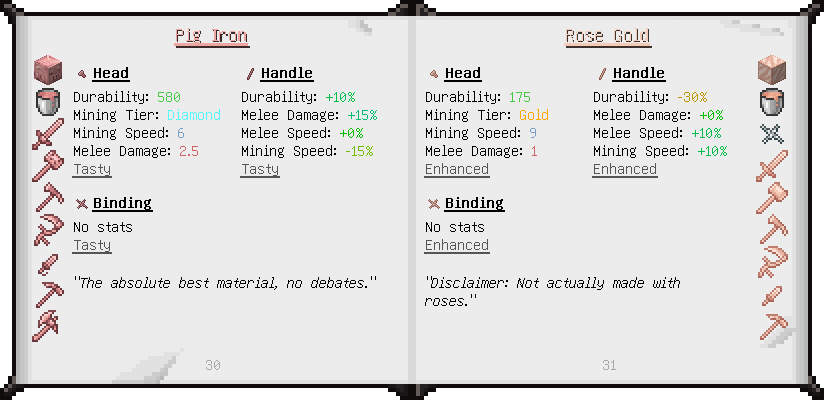 Pig Iron
Head
Durability: 580
Mining Tier: Diamond
Mining Speed: 6
Melee Damage: 2.5
Tasty
Handle
Durability: +10%
Melee Damage: +15%
Melee Speed: +0%
Mining Speed: -15%
Tasty
Binding
No stats
Tasty
"The absolute best material, no debates."
30
Rose Gold
Head
Durability: 175
Mining Tier: Gold
Mining Speed: 9
Melee Damage: 1
Enhanced
Handle
Durability: -30%
Melee Damage: +0%
Melee Speed: +10%
Mining Speed: +10%
Enhanced
Binding
No stats
Enhanced
"Disclaimer: Not actually made with
roses."
31